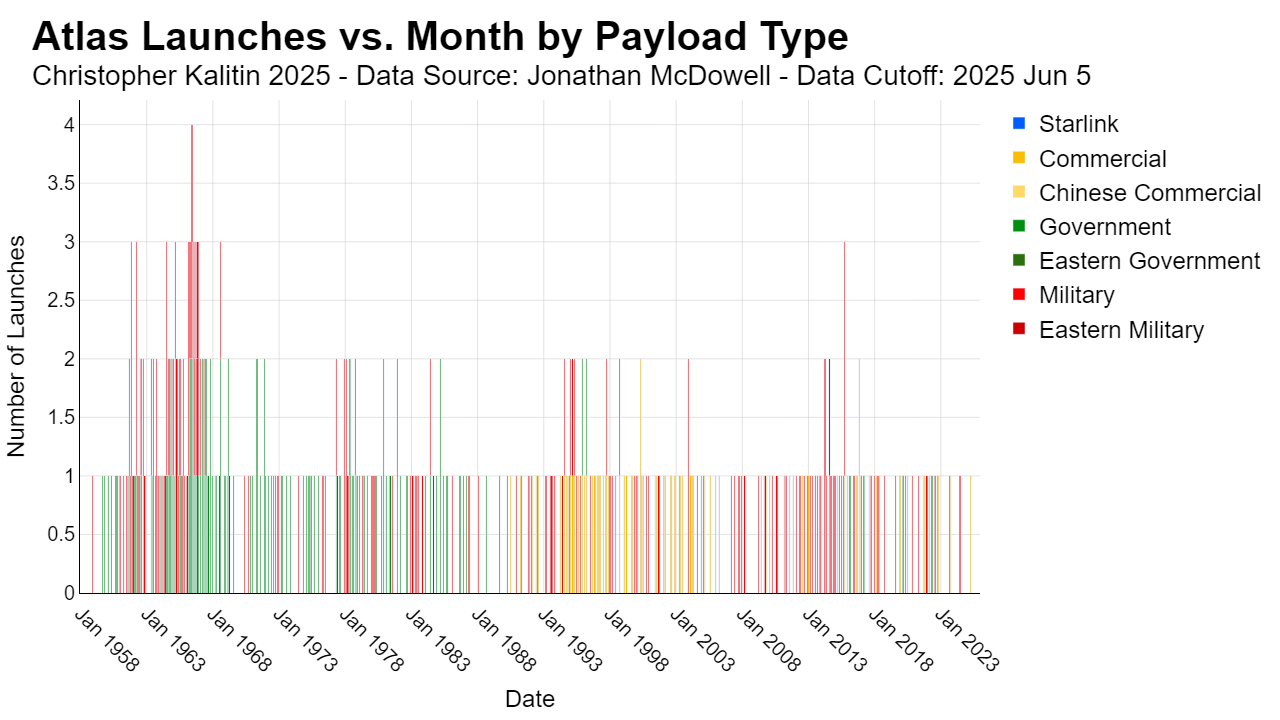 Atlas Launches vs. Month by Payload Type
Christopher Kalitin 2025 - Data Source: Jonathan McDowell - Data Cutoff: 2025 Jun 5
Number of Launches
4
3.5
3
2.5
2
1.5
1
0.5
0
Jan 1958
Jan 1963
Jan 1968
Jan 1973
Jan 1978
Jan 1983
Jan 1988
Jan 1993
Jan 1998
Jan 2003
Jan 2008
Jan 2013
Jan 2018
Jan 2023
Date
Starlink
Commercial
Chinese Commercial
Government
Eastern Government
Military
Eastern Military